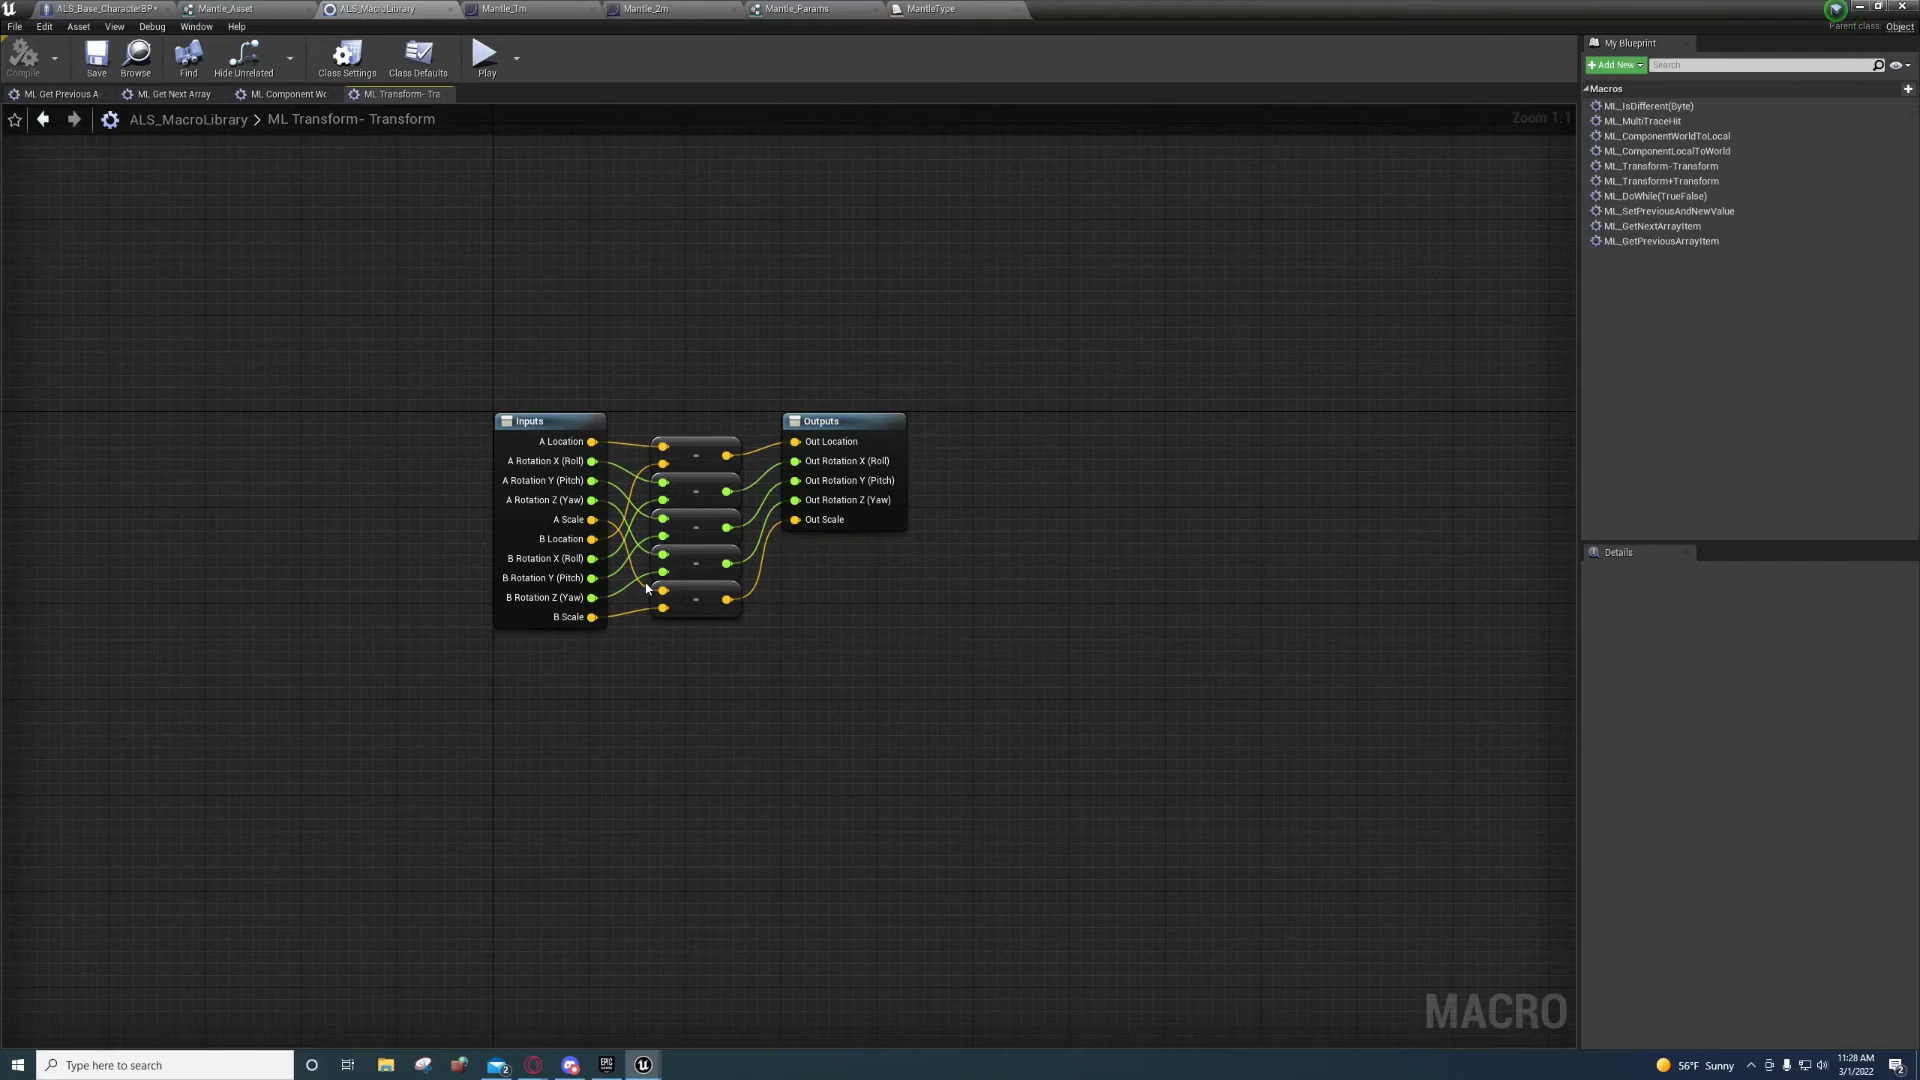 ALS_Base_CharacterBP* Mantle_Asset ALS_MacroLibrary Mantle_1m Mantle_2m Mantle_Params MantleType
File Edit Asset View Window Debug Help
Parent class: Object
Compile Save Browse Find Hide Unrelated Class Settings Class Defaults Play
My Blueprint
+ Add New Search
ML Get Previous A ML Get Next Array ML Component Wc ML Transform- Tra
ALS_MacroLibrary > ML Transform- Transform
Zoom 1:1
Macros
ML_IsDifferent(Byte)
ML_MultiTraceHit
ML_ComponentWorldToLocal
ML_ComponentLocalToWorld
ML_Transform-Transform
ML_Transform+Transform
ML_DoWhile(TrueFalse)
ML_SetPreviousAndNewValue
ML_GetNextArrayItem
ML_GetPreviousArrayItem
Inputs
A Location
A Rotation X (Roll)
A Rotation Y (Pitch)
A Rotation Z (Yaw)
A Scale
B Location
B Rotation X (Roll)
B Rotation Y (Pitch)
B Rotation Z (Yaw)
B Scale
-
-
-
-
-
Outputs
Out Location
Out Rotation X (Roll)
Out Rotation Y (Pitch)
Out Rotation Z (Yaw)
Out Scale
Details
MACRO
Type here to search
2
EPIC GAMES
56°F Sunny
11:28 AM
3/1/2022
2